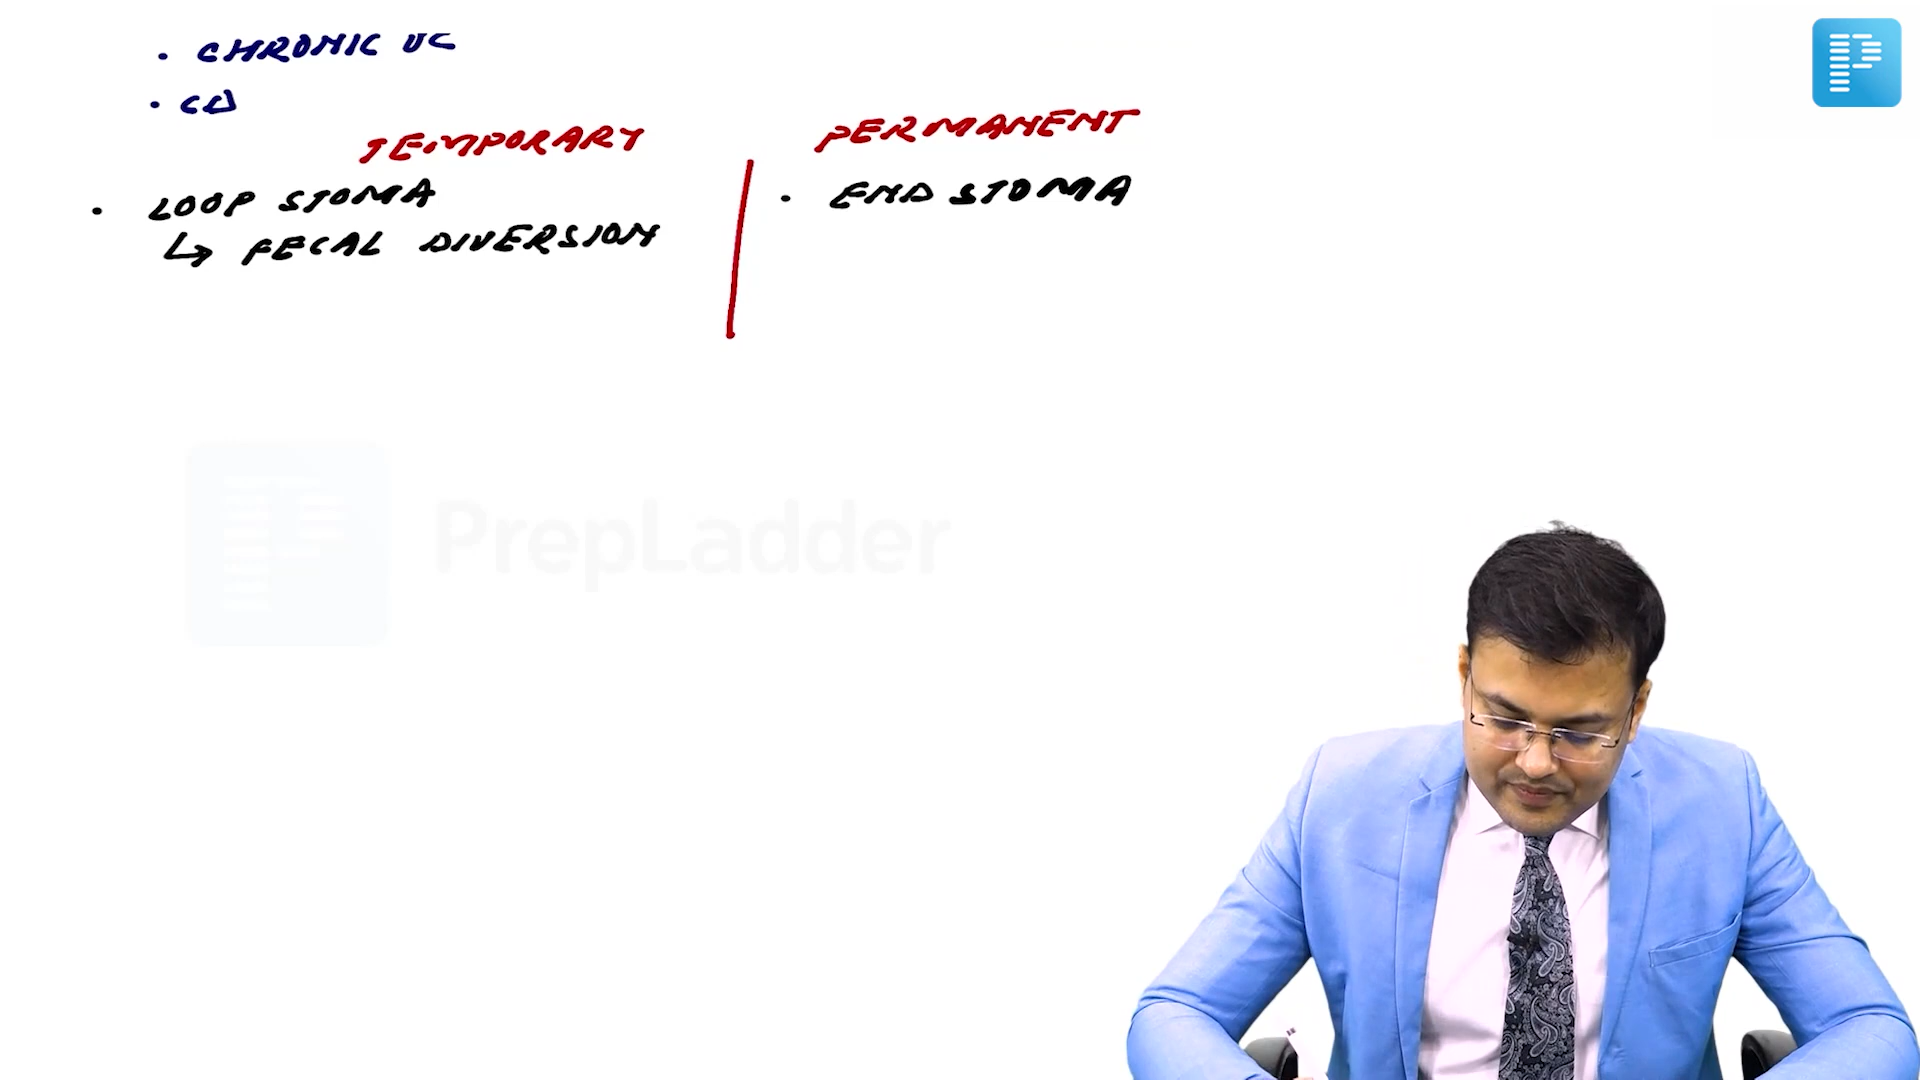 • CHRONIC UC
• CD
TEMPORARY
PERMANENT
• LOOP STOMA
↳ FECAL DIVERSION
• END STOMA
PrepLadder